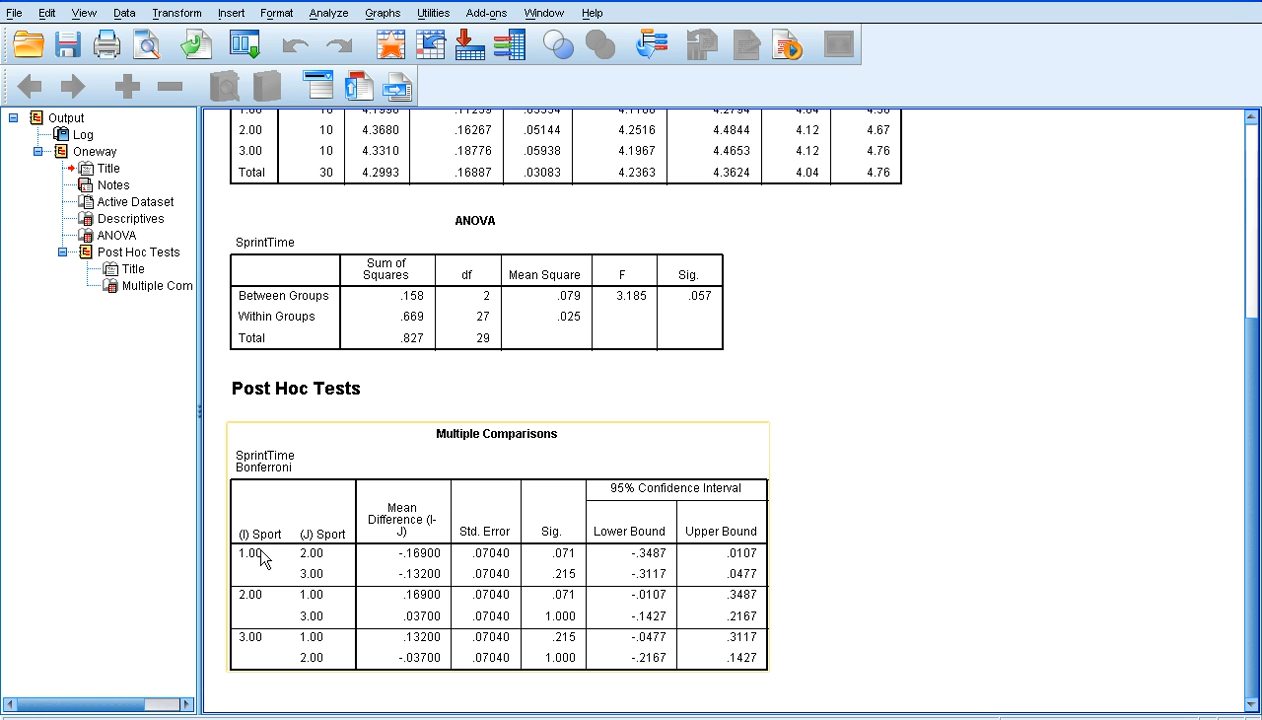 File Edit View Data Transform Insert Format Analyze Graphs Utilities Add-ons Window Help
Output
Log
Oneway
Title
Notes
Active Dataset
Descriptives
ANOVA
Post Hoc Tests
Title
Multiple Com
2.00 10 4.3680 .16267 .05144 4.2516 4.4844 4.12 4.67
3.00 10 4.3310 .18776 .05938 4.1967 4.4653 4.12 4.76
Total 30 4.2993 .16887 .03083 4.2363 4.3624 4.04 4.76
ANOVA
SprintTime
Sum of Squares df Mean Square F Sig.
Between Groups .158 2 .079 3.185 .057
Within Groups .669 27 .025
Total .827 29
Post Hoc Tests
Multiple Comparisons
SprintTime
Bonferroni
95% Confidence Interval
(I) Sport (J) Sport Mean Difference (I-J) Std. Error Sig. Lower Bound Upper Bound
1.00 2.00 -.16900 .07040 .071 -.3487 .0107
3.00 -.13200 .07040 .215 -.3117 .0477
2.00 1.00 .16900 .07040 .071 -.0107 .3487
3.00 .03700 .07040 1.000 -.1427 .2167
3.00 1.00 .13200 .07040 .215 -.0477 .3117
2.00 -.03700 .07040 1.000 -.2167 .1427